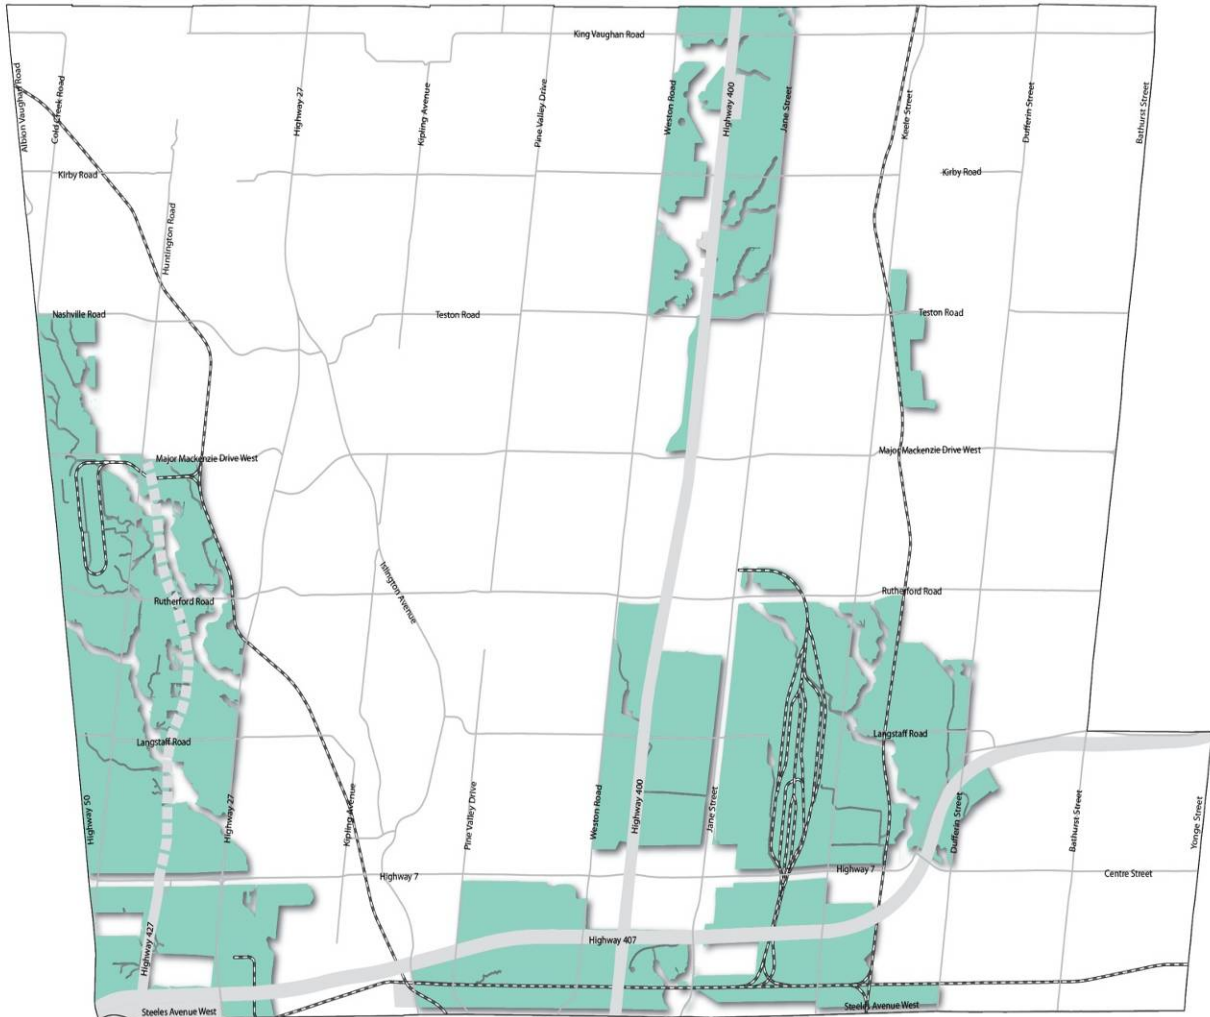 King Vaughan Road
Albion Vaughan Road
Cold Creek Road
Highway 27
Kipling Avenue
Pine Valley Drive
Weston Road
Highway 400
Jane Street
Keele Street
Dufferin Street
Bathurst Street
Kirby Road
Kirby Road
Huntington Road
Nashville Road
Teston Road
Teston Road
Major Mackenzie Drive West
Major Mackenzie Drive West
Islington Avenue
Rutherford Road
Rutherford Road
Langstaff Road
Langstaff Road
Highway 50
Highway 27
Kipling Avenue
Pine Valley Drive
Weston Road
Highway 400
Jane Street
Dufferin Street
Bathurst Street
Yonge Street
Highway 7
Highway 7
Centre Street
Highway 427
Highway 407
Steeles Avenue West
Steeles Avenue West